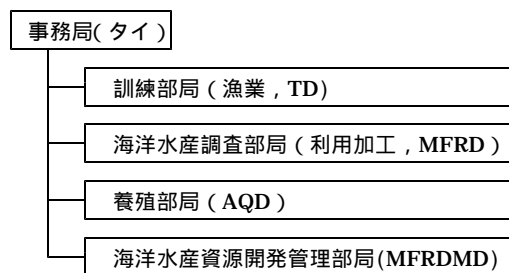 事務局(タイ)
訓練部局(漁業,TD)
海洋水産調査部局(利用加工,MFRD)
養殖部局(AQD)
海洋水産資源開発管理部局(MFRDMD)